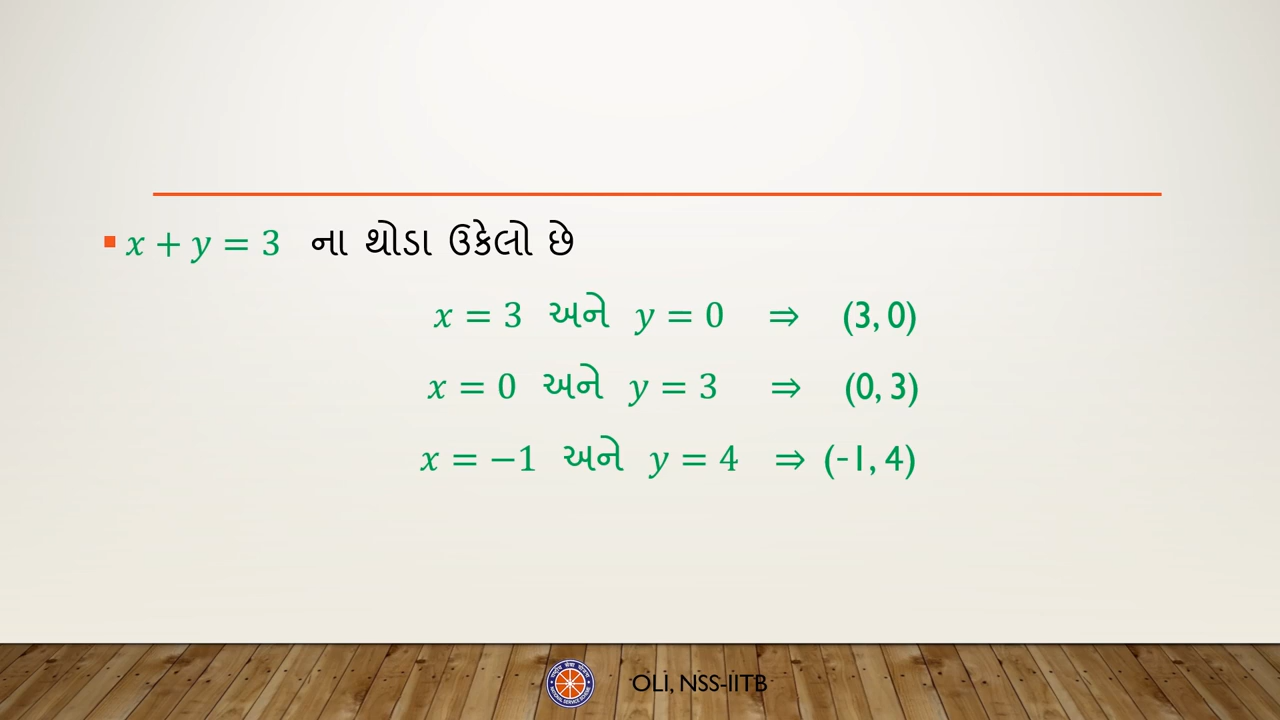 x + y = 3 ના થોડા ઉકેલો છે
x = 3 અને y = 0 ⇒ (3, 0)
x = 0 અને y = 3 ⇒ (0, 3)
x = −1 અને y = 4 ⇒ (-1, 4)
OLI, NSS-IITB